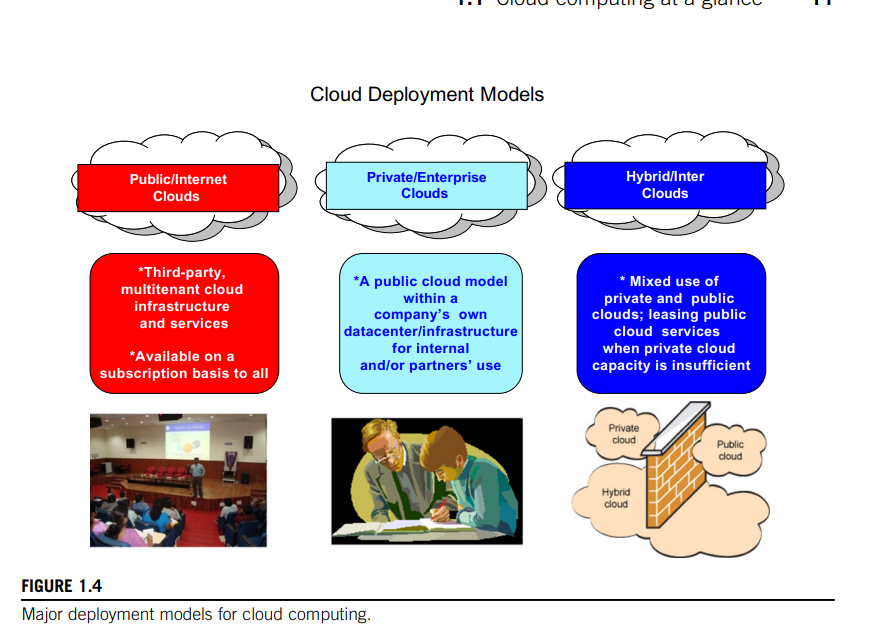 1.1 Cloud computing at a glance 11
Cloud Deployment Models
Public/Internet
Clouds
Private/Enterprise
Clouds
Hybrid/Inter
Clouds
*Third-party,
multitenant cloud
infrastructure
and services
*Available on a
subscription basis to all
*A public cloud model
within a
company’s own
datacenter/infrastructure
for internal
and/or partners’ use
* Mixed use of
private and public
clouds; leasing public
cloud services
when private cloud
capacity is insufficient
Private
cloud
Public
cloud
Hybrid
cloud
FIGURE 1.4
Major deployment models for cloud computing.